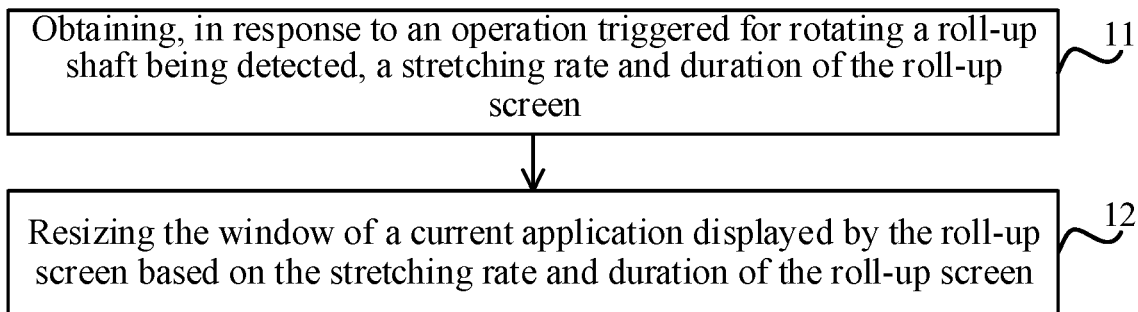 Obtaining, in response to an operation triggered for rotating a roll-up
shaft being detected, a stretching rate and duration of the roll-up
screen
11
Resizing the window of a current application displayed by the roll-up
screen based on the stretching rate and duration of the roll-up screen
12